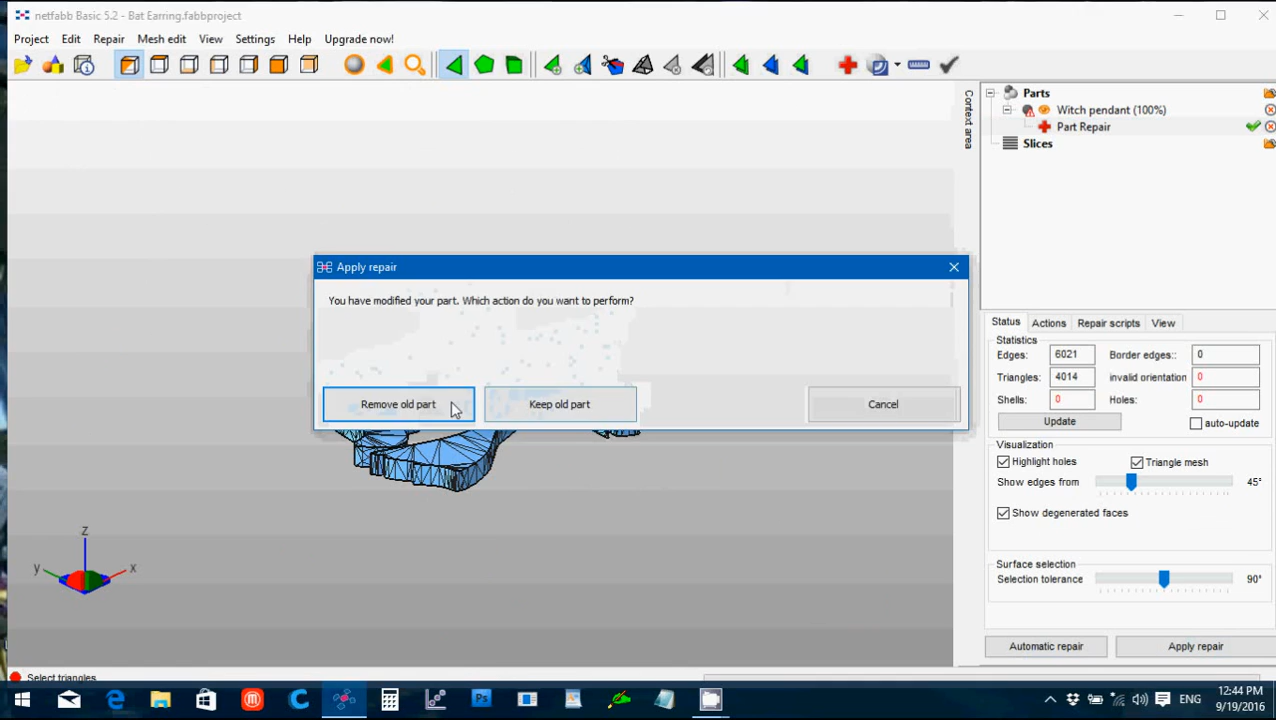 netfabb Basic 5.2 - Bat Earring.fabbproject
Project Edit Repair Mesh edit View Settings Help Upgrade now!
Context area
Parts
Witch pendant (100%)
Part Repair
Slices
Apply repair
You have modified your part. Which action do you want to perform?
Remove old part Keep old part Cancel
Status Actions Repair scripts View
Statistics
Edges: 6021 Border edges:: 0
Triangles: 4014 invalid orientation 0
Shells: 0 Holes: 0
Update auto-update
Visualization
Highlight holes Triangle mesh
Show edges from 45°
Show degenerated faces
Surface selection
Selection tolerance 90°
Automatic repair Apply repair
z
y x
Select triangles
ENG
12:44 PM
9/19/2016